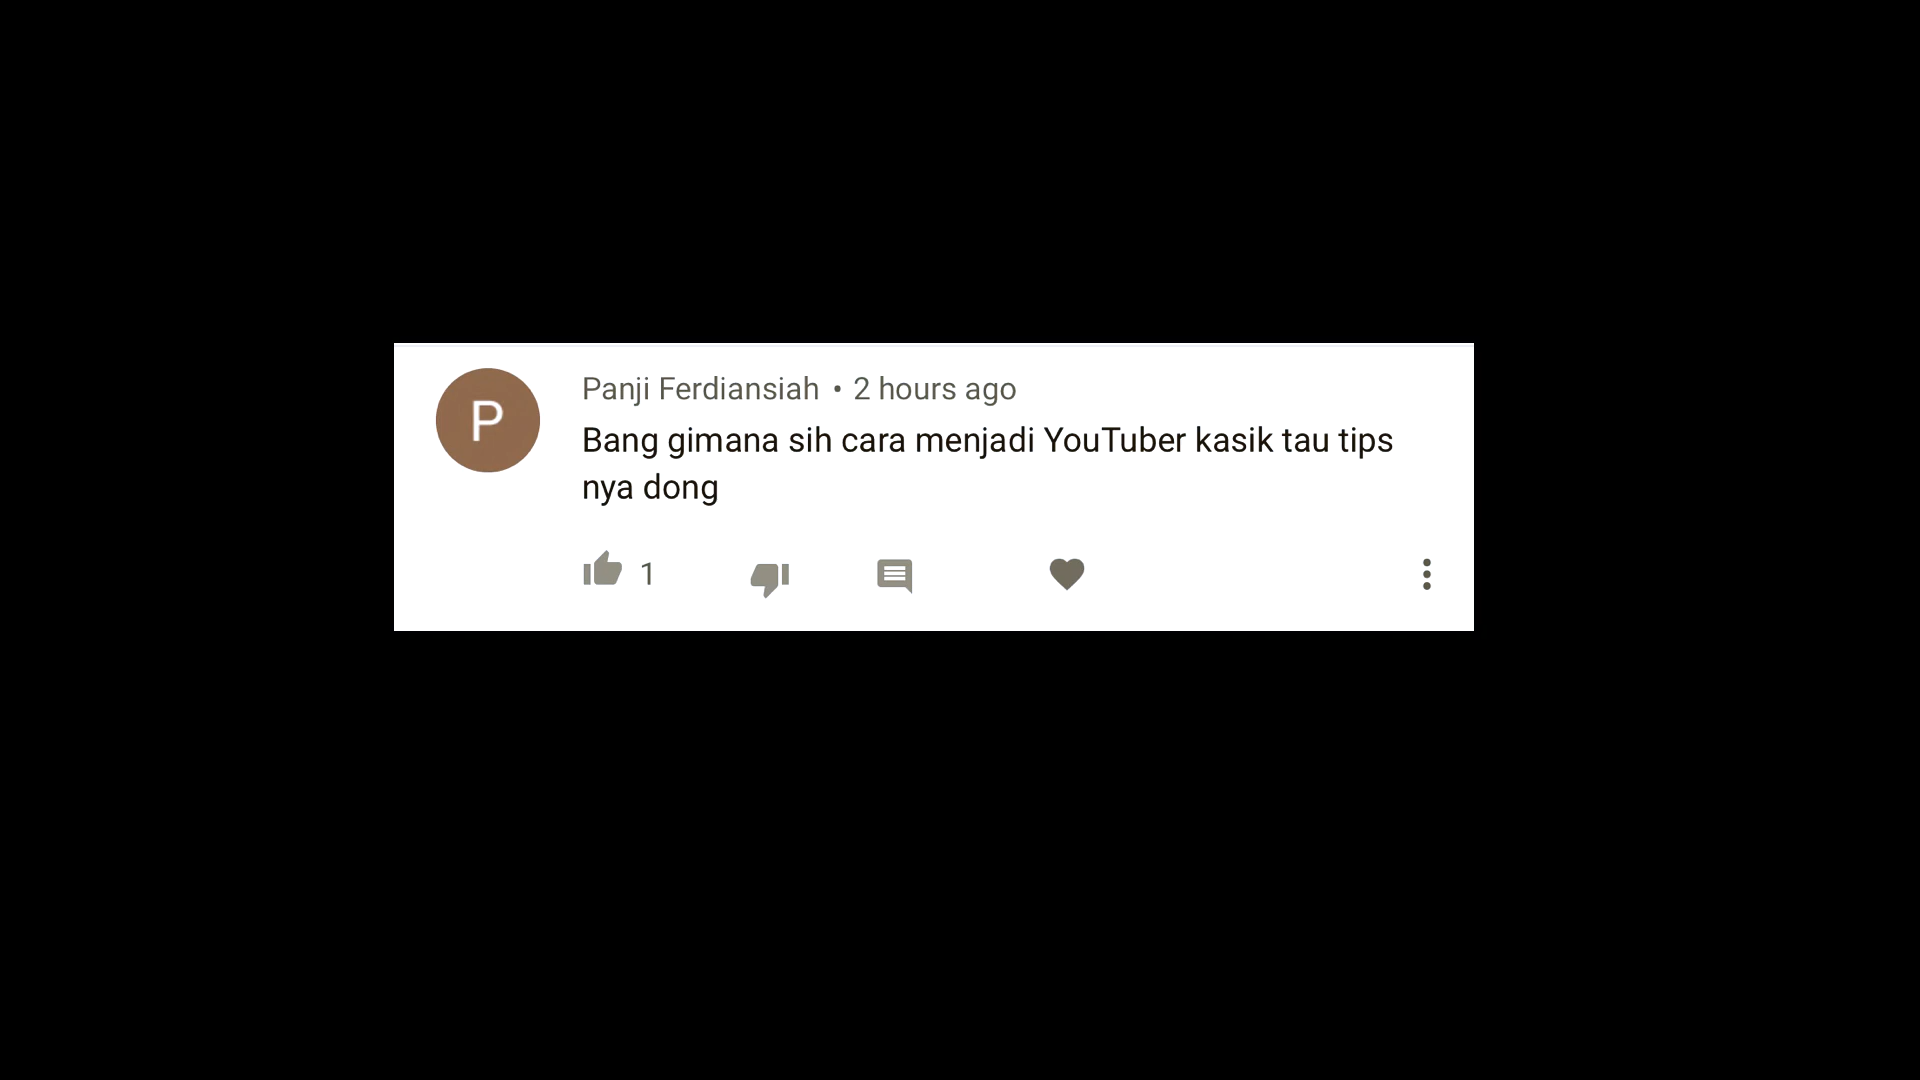 P
Panji Ferdiansiah • 2 hours ago
Bang gimana sih cara menjadi YouTuber kasik tau tips
nya dong
1